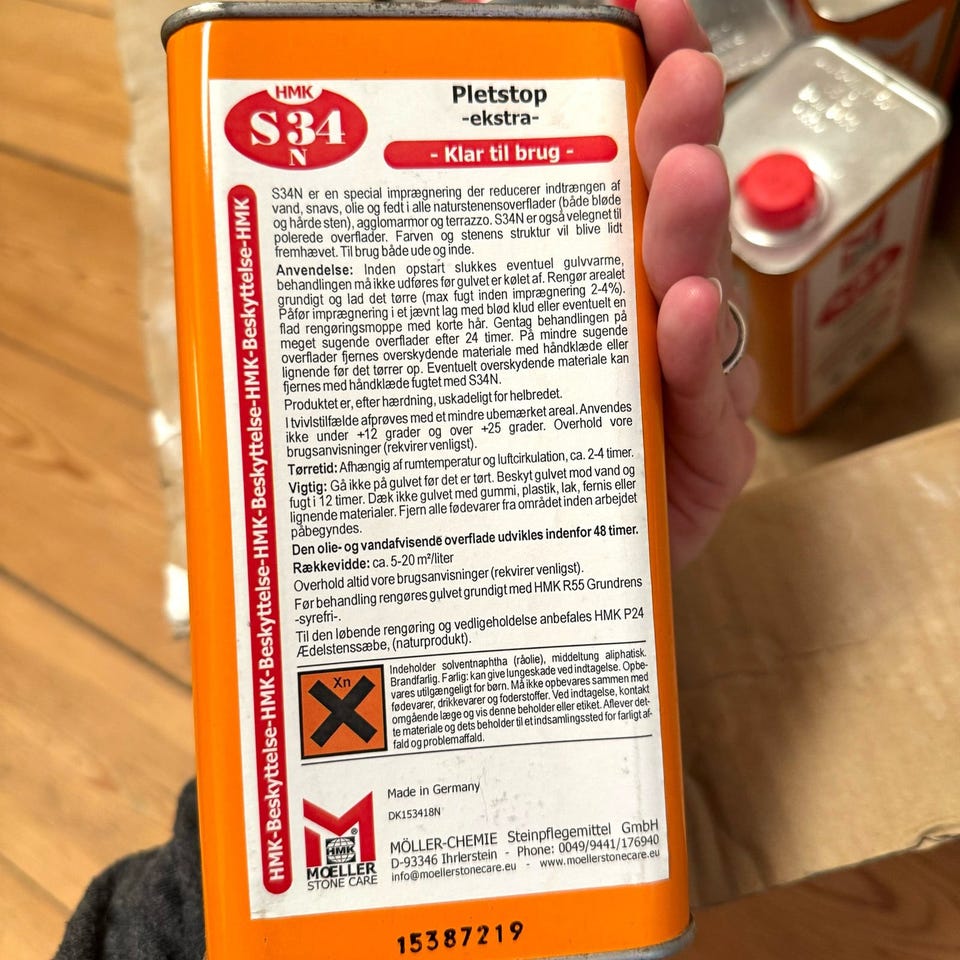 HMK
S34
N
Pletstop
-ekstra-
- Klar til brug -
HMK-Beskyttelse-HMK-Beskyttelse-HMK-Beskyttelse-HMK-Beskyttelse-HMK-Beskyttelse-HMK
S34N er en special imprægnering der reducerer indtrængen af
vand, snavs, olie og fedt i alle naturstenensoverflader (både bløde
og hårde sten), agglomarmor og terrazzo. S34N er også velegnet til
polerede overflader. Farven og stenens struktur vil blive lidt
fremhævet. Til brug både ude og inde.
Anvendelse: Inden opstart slukkes eventuel gulvvarme,
behandlingen må ikke udføres før gulvet er kølet af. Rengør arealet
grundigt og lad det tørre (max fugt inden imprægnering 2-4%).
Påfør imprægnering i et jævnt lag med blød klud eller eventuelt en
flad rengøringsmoppe med korte hår. Gentag behandlingen på
meget sugende overflader efter 24 timer. På mindre sugende
overflader fjernes overskydende materiale med håndklæde eller
lignende før det tørrer op. Eventuelt overskydende materiale kan
fjernes med håndklæde fugtet med S34N.
Produktet er, efter hærdning, uskadeligt for helbredet.
I tvivlstilfælde afprøves med et mindre ubemærket areal. Anvendes
ikke under +12 grader og over +25 grader. Overhold vore
brugsanvisninger (rekvirer venligst).
Tørretid: Afhængig af rumtemperatur og luftcirkulation, ca. 2-4 timer.
Vigtig: Gå ikke på gulvet før det er tørt. Beskyt gulvet mod vand og
fugt i 12 timer. Dæk ikke gulvet med gummi, plastik, lak, fernis eller
lignende materialer. Fjern alle fødevarer fra området inden arbejdet
påbegyndes.
Den olie- og vandafvisende overflade udvikles indenfor 48 timer.
Rækkevidde: ca. 5-20 m²/liter
Overhold altid vore brugsanvisninger (rekvirer venligst).
Før behandling rengøres gulvet grundigt med HMK R55 Grundrens
-syrefri-.
Til den løbende rengøring og vedligeholdelse anbefales HMK P24
Ædelstenssæbe, (naturprodukt).
Xn
Indeholder solventnaphtha (råolie), middeltung aliphatisk.
Brandfarlig. Farlig: kan give lungeskade ved indtagelse. Opbe-
vares utilgængeligt for børn. Må ikke opbevares sammen med
fødevarer, drikkevarer og foderstoffer. Ved indtagelse, kontakt
omgående læge og vis denne beholder eller etiket. Aflever det-
te materiale og dets beholder til et indsamlingssted for farligt af-
fald og problemaffald.
Made in Germany
DK153418N
HMK
®
MOELLER
STONE CARE
MÖLLER-CHEMIE Steinpflegemittel GmbH
D-93346 Ihrlerstein - Phone: 0049/9441/176940
info@moellerstonecare.eu - www.moellerstonecare.eu
15387219